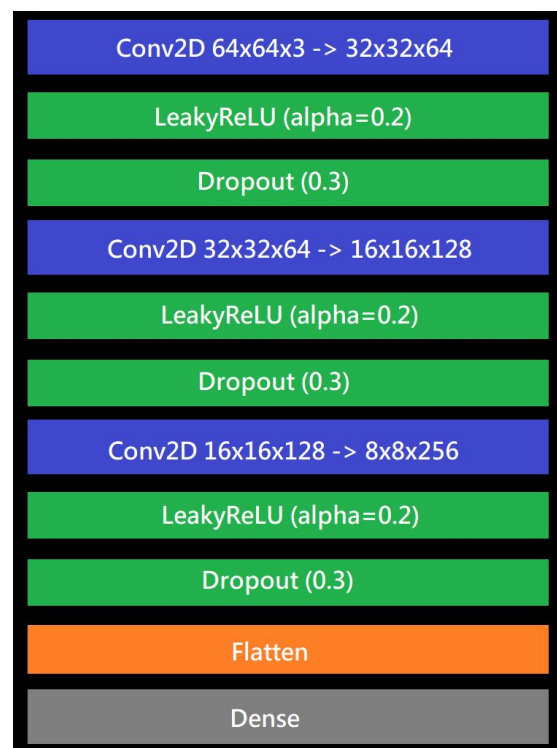 Conv2D 64x64x3 -> 32x32x64
LeakyReLU (alpha=0.2)
Dropout (0.3)
Conv2D 32x32x64 -> 16x16x128
LeakyReLU (alpha=0.2)
Dropout (0.3)
Conv2D 16x16x128 -> 8x8x256
LeakyReLU (alpha=0.2)
Dropout (0.3)
Flatten
Dense